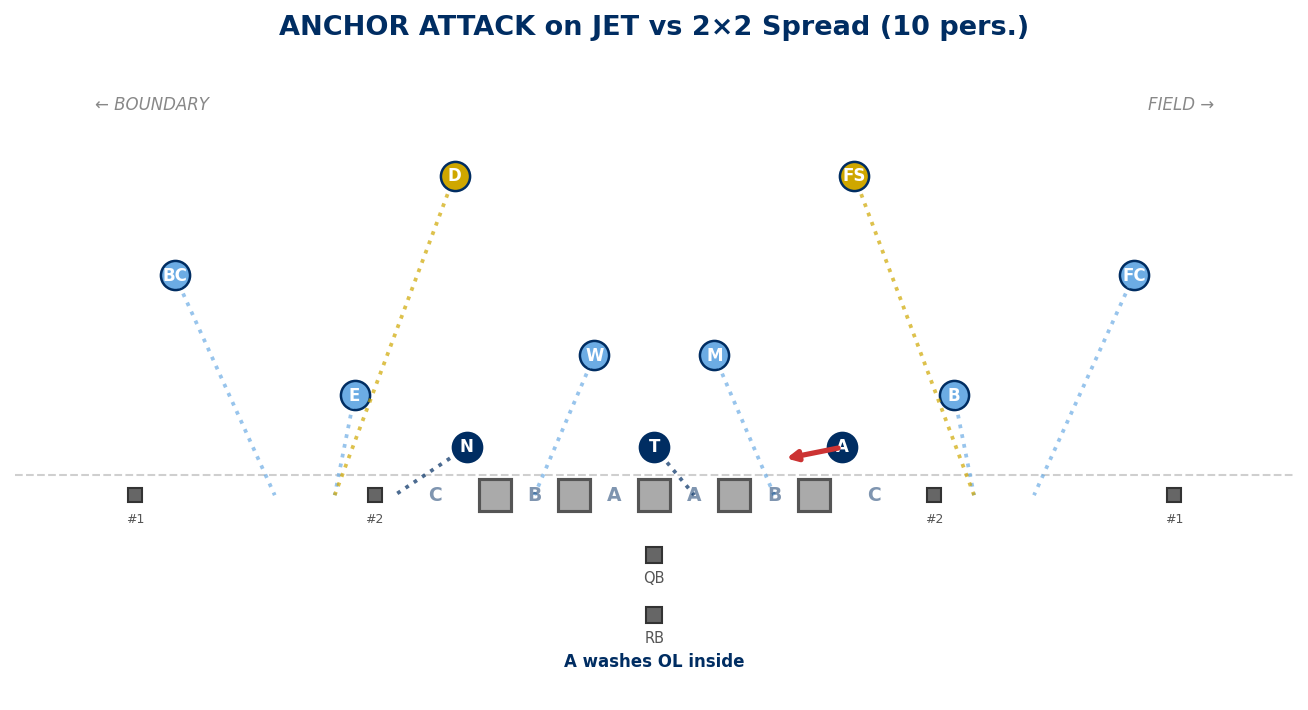 ANCHOR ATTACK on JET vs 2×2 Spread (10 pers.)
← BOUNDARY
FIELD →
D
FS
BC
FC
W
M
E
B
N
T
A
C
B
A
A
B
C
#1
#2
#2
#1
QB
RB
A washes OL inside